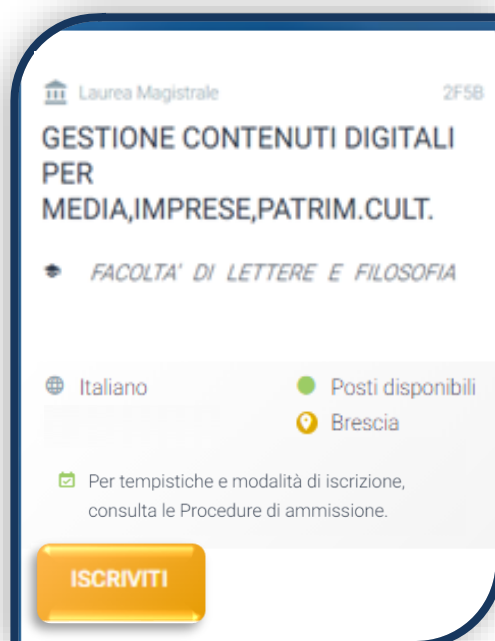 Laurea Magistrale 2F5B
GESTIONE CONTENUTI DIGITALI
PER
MEDIA,IMPRESE,PATRIM.CULT.
FACOLTA' DI LETTERE E FILOSOFIA
Italiano Posti disponibili
Brescia
Per tempistiche e modalità di iscrizione,
consulta le Procedure di ammissione.
ISCRIVITI